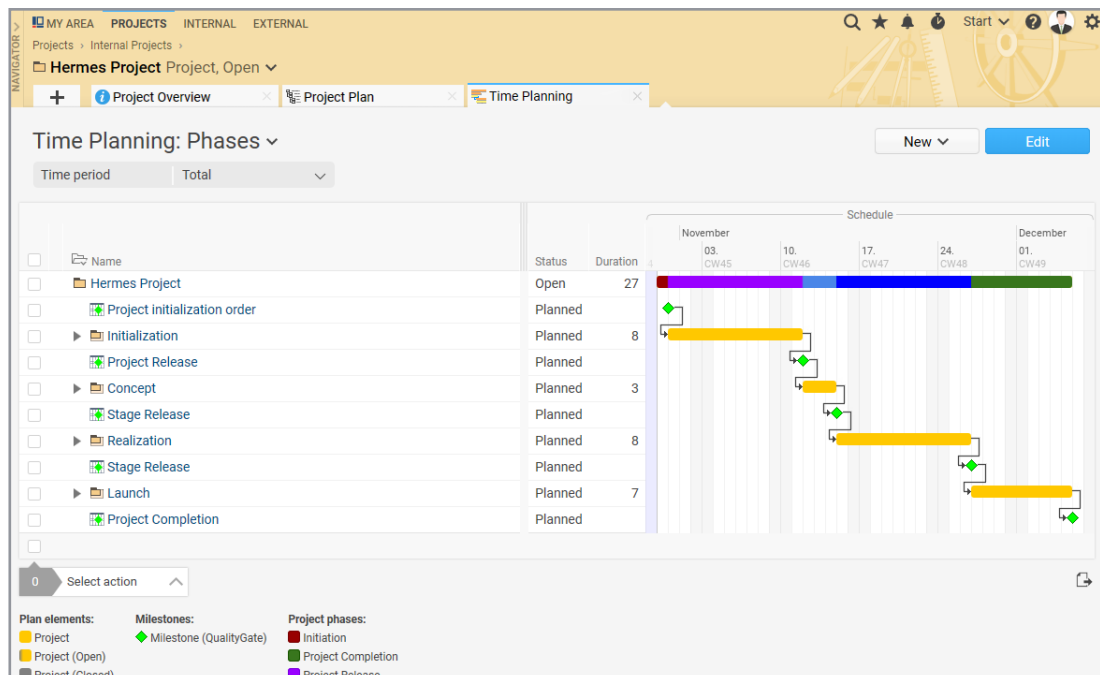 MY AREA PROJECTS INTERNAL EXTERNAL Start
NAVIGATOR
Projects › Internal Projects ›
Hermes Project Project, Open
+ Project Overview Project Plan Time Planning
Time Planning: Phases New Edit
Time period Total
Schedule
November December
03. 10. 17. 24. 01.
Name Status Duration CW45 CW46 CW47 CW48 CW49
Hermes Project Open 27
Project initialization order Planned
Initialization Planned 8
Project Release Planned
Concept Planned 3
Stage Release Planned
Realization Planned 8
Stage Release Planned
Launch Planned 7
Project Completion Planned
0 Select action
Plan elements: Milestones: Project phases:
Project Milestone (QualityGate) Initiation
Project (Open) Project Completion
Project (Closed) Project Release